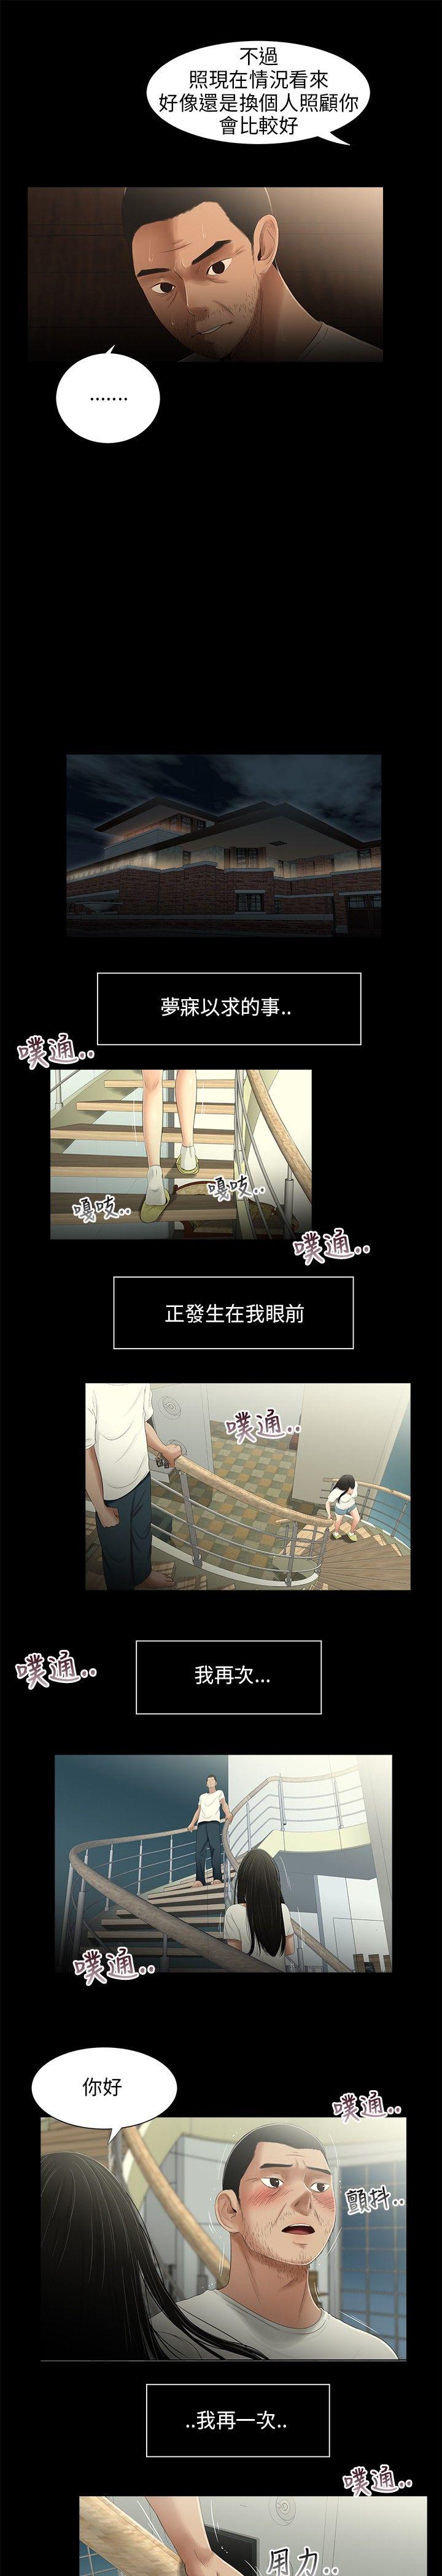 不過
照現在情況看來
好像還是換個人照顧你
會比較好
.......
夢寐以求的事..
噗通..
嘎吱..
嘎吱..
噗通..
正發生在我眼前
噗通..
我再次...
噗通..
噗通..
你好
噗通..
顫抖..
..我再一次..
噗通..
用力..